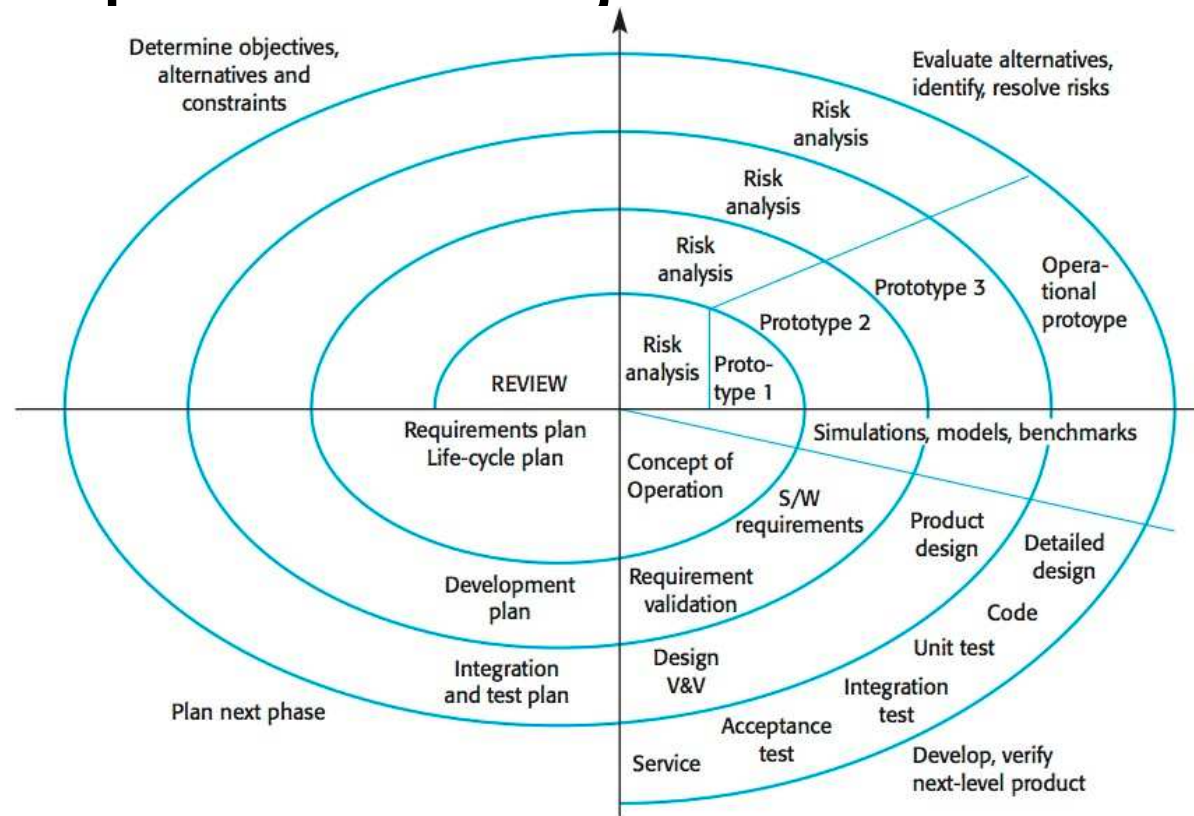 Determine objectives,
alternatives and
constraints
Evaluate alternatives,
identify, resolve risks
Risk
analysis
Risk
analysis
Risk
analysis
Opera-
tional
protoype
Prototype 3
Prototype 2
Risk
analysis
Proto-
type 1
REVIEW
Requirements plan
Life-cycle plan
Simulations, models, benchmarks
Concept of
Operation
S/W
requirements
Product
design
Detailed
design
Development
plan
Requirement
validation
Code
Unit test
Integration
and test plan
Design
V&V
Integration
test
Plan next phase
Acceptance
test
Service
Develop, verify
next-level product